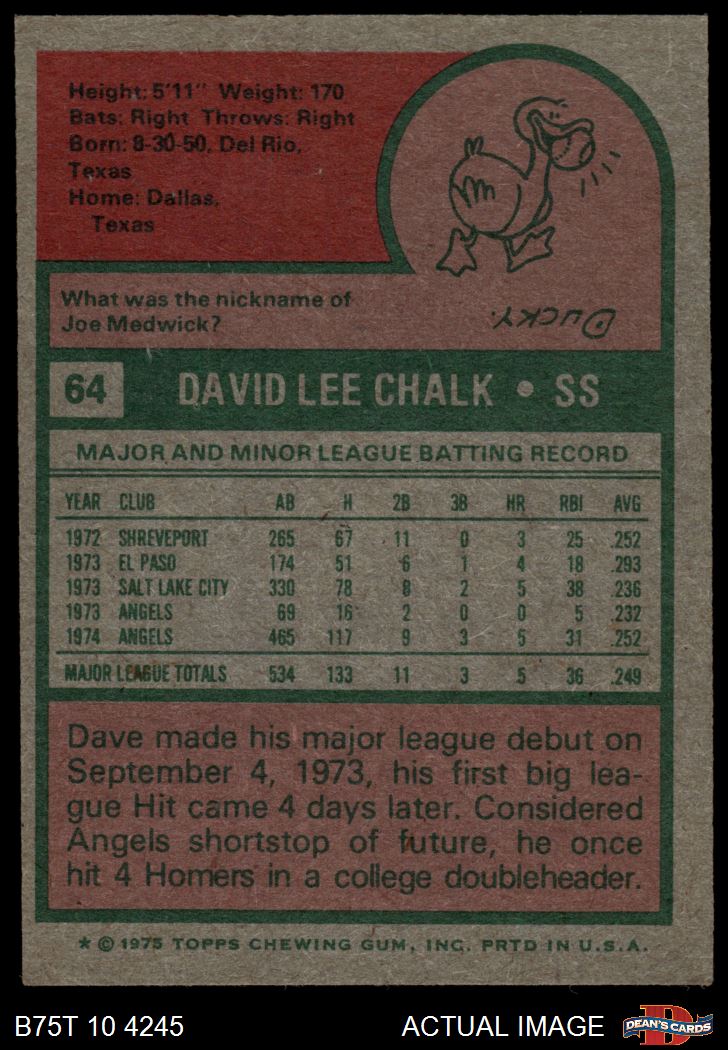 Height: 5'11" Weight: 170
Bats: Right Throws: Right
Born: 8-30-50, Del Rio,
Texas
Home: Dallas,
Texas
What was the nickname of
Joe Medwick?
DUCKY.
64 DAVID LEE CHALK • SS
MAJOR AND MINOR LEAGUE BATTING RECORD
YEAR CLUB AB H 2B 3B HR RBI AVG
1972 SHREVEPORT 265 67 11 0 3 25 .252
1973 EL PASO 174 51 6 1 4 18 .293
1973 SALT LAKE CITY 330 78 8 2 5 38 .236
1973 ANGELS 69 16 2 0 0 5 .232
1974 ANGELS 465 117 9 3 5 31 .252
MAJOR LEAGUE TOTALS 534 133 11 3 5 36 .249
Dave made his major league debut on
September 4, 1973, his first big lea-
gue Hit came 4 days later. Considered
Angels shortstop of future, he once
hit 4 Homers in a college doubleheader.
* © 1975 TOPPS CHEWING GUM, INC. PRTD IN U.S.A.
B75T 10 4245 ACTUAL IMAGE D DEAN'S CARDS